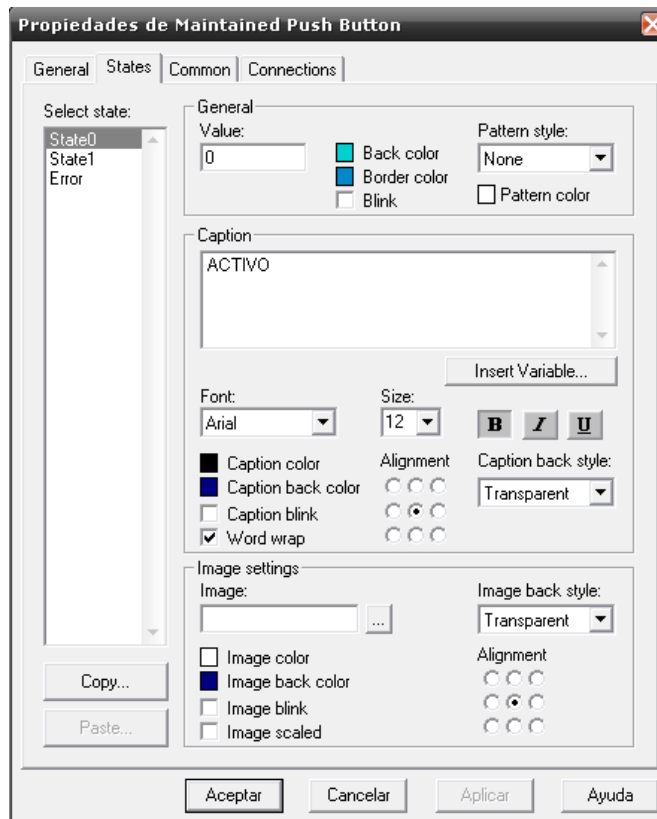 Propiedades de Maintained Push Button
General States Common Connections
Select state:
State0
State1
Error
Copy...
Paste...
General
Value:
0
Back color
Border color
Blink
Pattern style:
None
Pattern color
Caption
ACTIVO
Insert Variable...
Font:
Arial
Size:
12
B I U
Caption color
Caption back color
Caption blink
Word wrap
Alignment
Caption back style:
Transparent
Image settings
Image:
...
Image color
Image back color
Image blink
Image scaled
Image back style:
Transparent
Alignment
Aceptar Cancelar Aplicar Ayuda